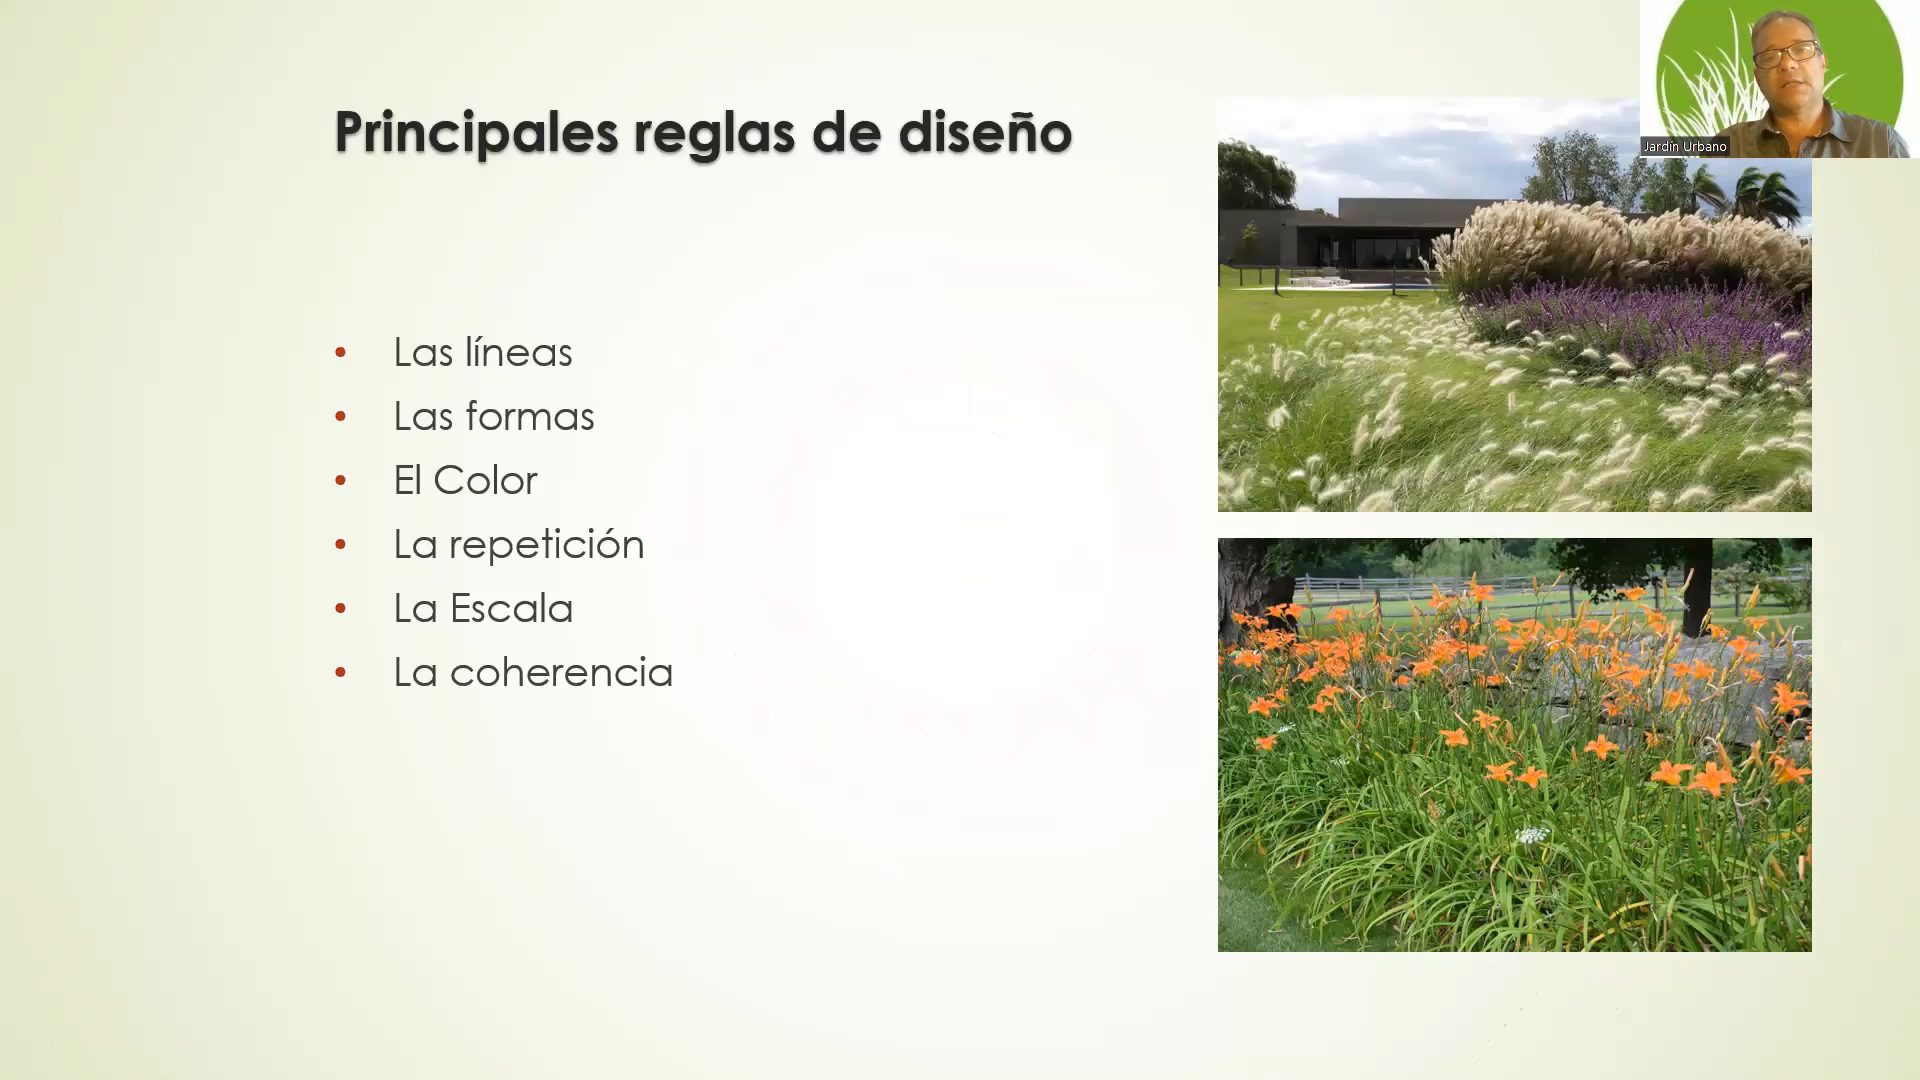 Principales reglas de diseño
Jardín Urbano
• Las líneas
• Las formas
• El Color
• La repetición
• La Escala
• La coherencia